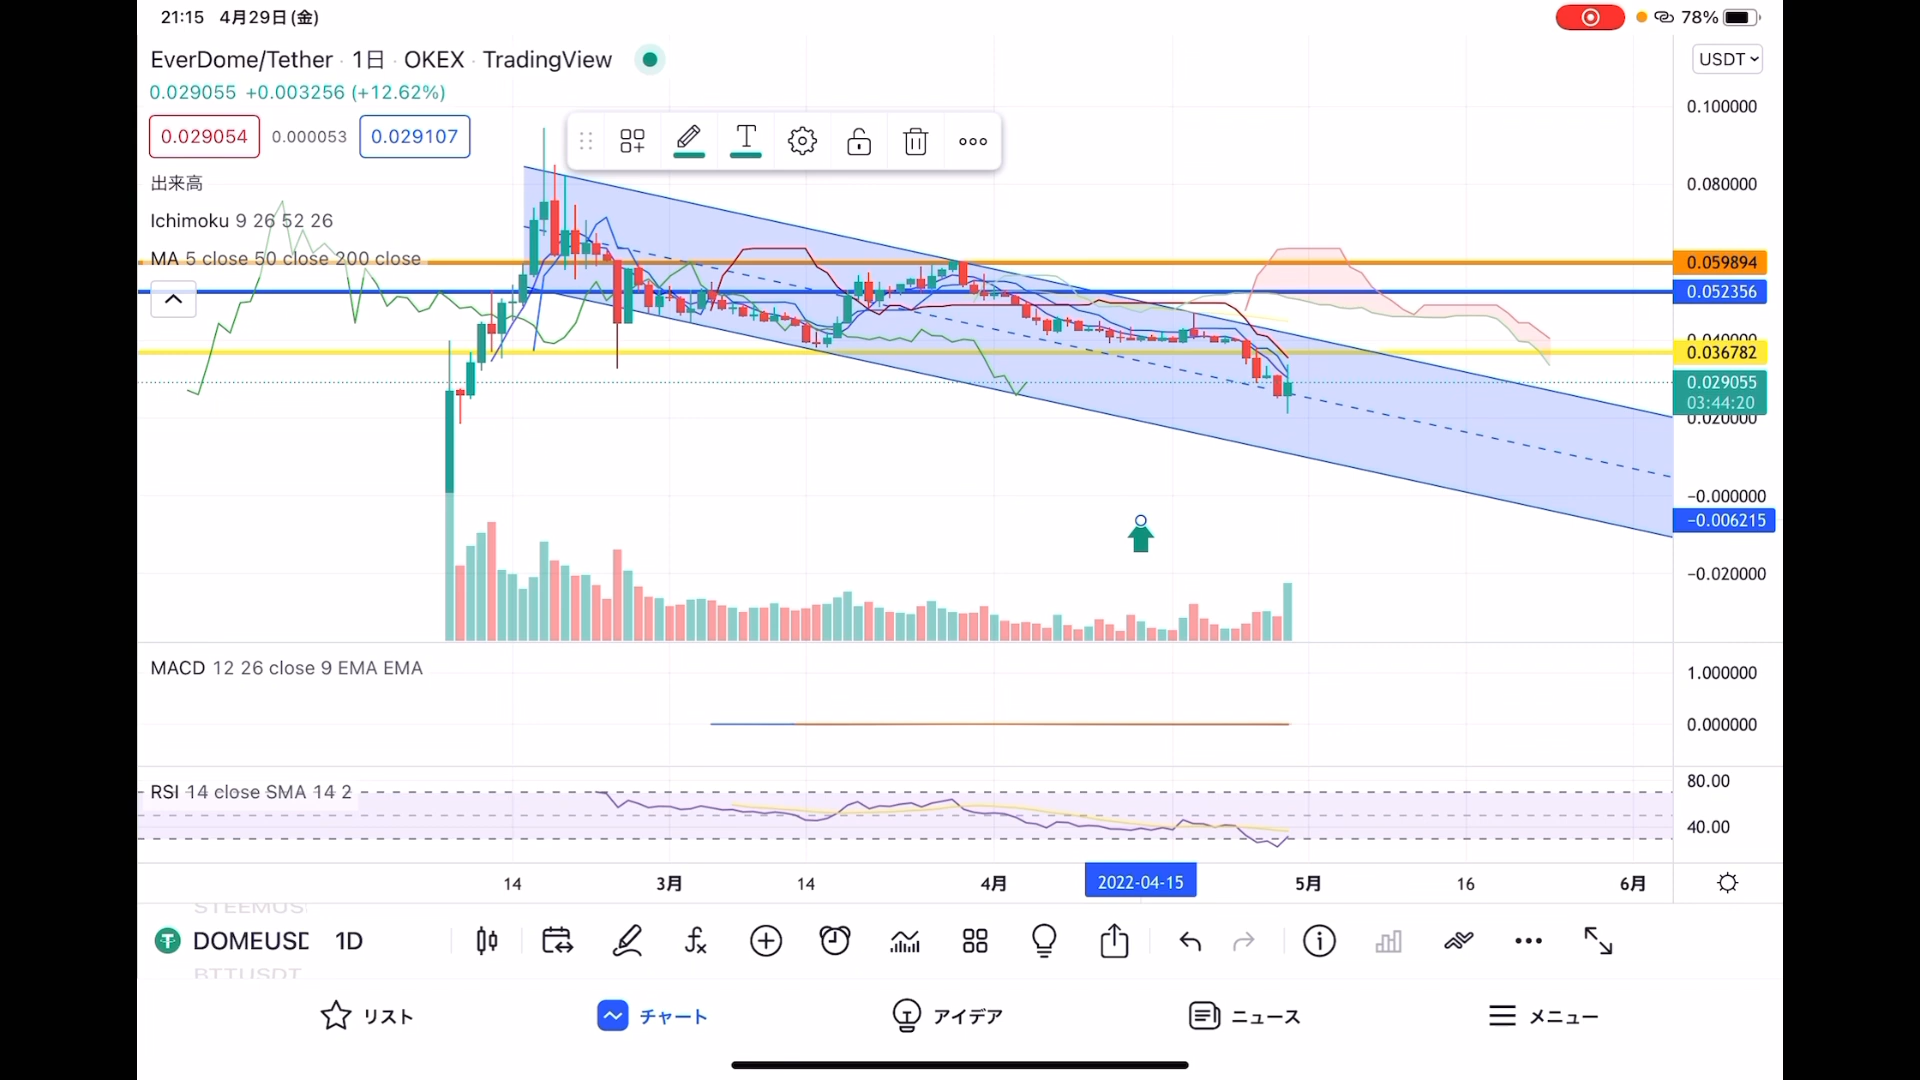 21:15 4月29日(金)
78%
EverDome/Tether · 1日 · OKEX · TradingView
USDT
0.029055 +0.003256 (+12.62%)
0.029054 0.000053 0.029107
出来高
Ichimoku 9 26 52 26
MA 5 close 50 close 200 close
0.100000
0.080000
0.059894
0.052356
0.040000
0.036782
0.029055
03:44:20
0.020000
−0.000000
−0.006215
−0.020000
MACD 12 26 close 9 EMA EMA
1.000000
0.000000
RSI 14 close SMA 14 2
80.00
40.00
14 3月 14 4月 2022-04-15 5月 16 6月
STEEMUS
DOMEUSD 1D
BTTUSDT
リスト チャート アイデア ニュース メニュー